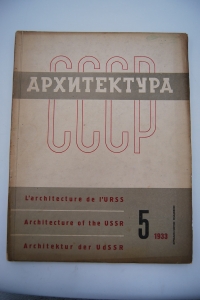 СССР
АРХИТЕКТУРА
L'architecture de l'URSS
Architecture of the USSR
Architektur der UdSSR
5
1933